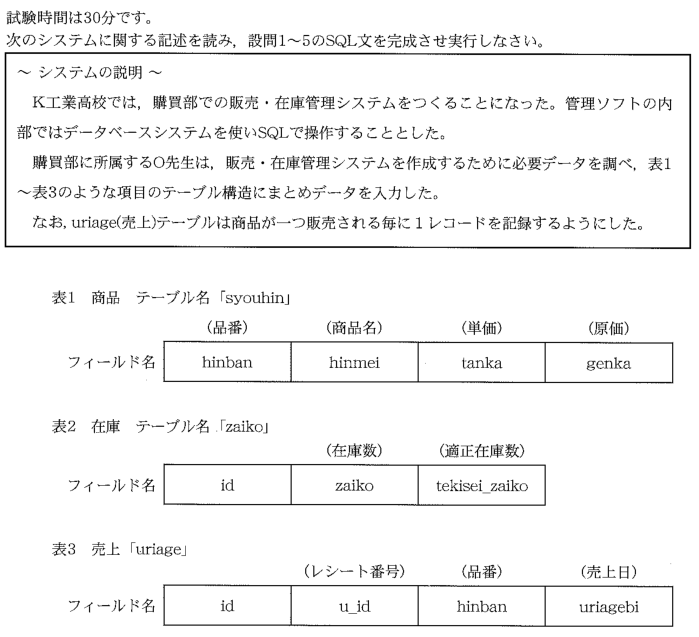 試験時間は30分です。
次のシステムに関する記述を読み,設問1~5のSQL文を完成させ実行しなさい。
~ システムの説明 ~
K工業高校では,購買部での販売・在庫管理システムをつくることになった。管理ソフトの内
部ではデータベースシステムを使いSQLで操作することとした。
購買部に所属するO先生は,販売・在庫管理システムを作成するために必要データを調べ,表1
~表3のような項目のテーブル構造にまとめデータを入力した。
なお,uriage(売上)テーブルは商品が一つ販売される毎に1レコードを記録するようにした。
表1 商品 テーブル名「syouhin」
(品番) (商品名) (単価) (原価)
フィールド名 hinban hinmei tanka genka
表2 在庫 テーブル名「zaiko」
(在庫数) (適正在庫数)
フィールド名 id zaiko tekisei_zaiko
表3 売上「uriage」
(レシート番号) (品番) (売上日)
フィールド名 id u_id hinban uriagebi